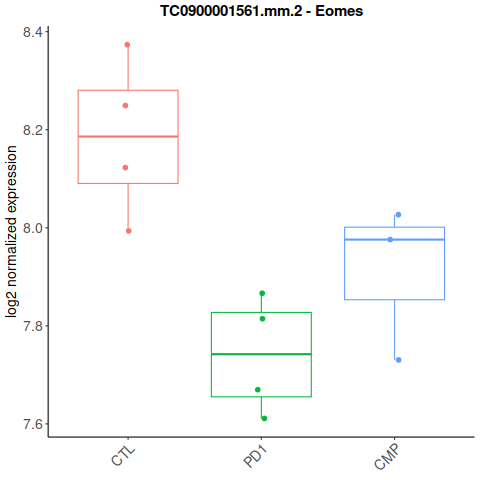 TC0900001561.mm.2 - Eomes
log2 normalized expression
8.4
8.2
8.0
7.8
7.6
CTL
PD1
CMP